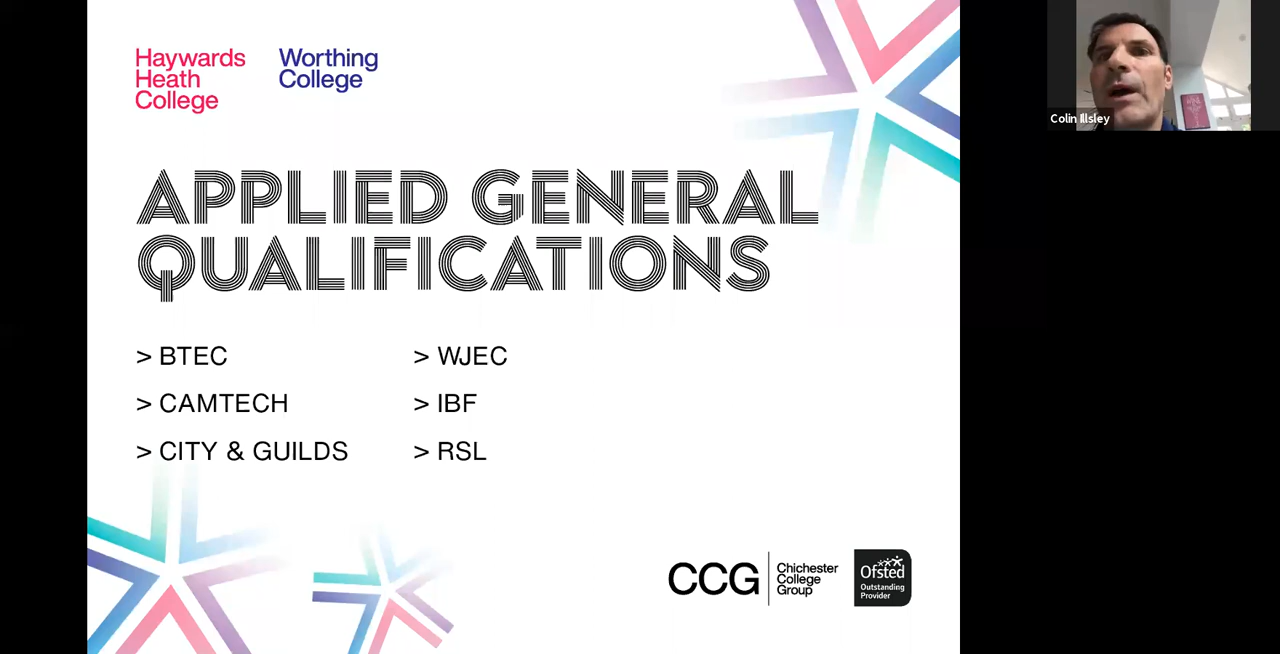 Haywards
Heath
College
Worthing
College
APPLIED GENERAL
QUALIFICATIONS
> BTEC
> CAMTECH
> CITY & GUILDS
> WJEC
> IBF
> RSL
CCG
Chichester
College
Group
Ofsted
Outstanding
Provider
Colin Illsley